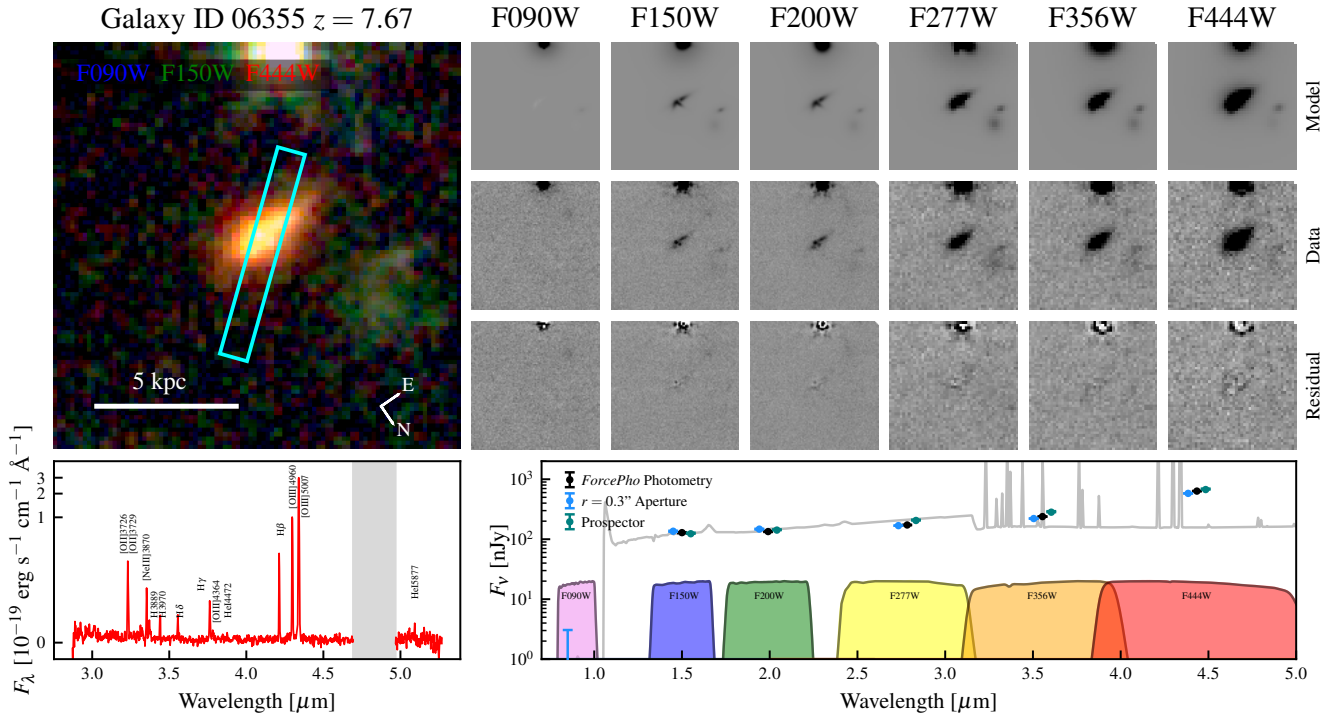 Galaxy ID 06355 z = 7.67
F090W F150W F200W F277W F356W F444W
F090W F150W F444W
5 kpc
E
N
Model
Data
Residual
F_λ [10^−19 erg s^−1 cm^−1 Å^−1]
3
2
1
0
[OII]3726
[OII]3729
[NeIII]3870
H3889
H3970
Hδ
Hγ
[OIII]4364
HeI4472
Hβ
[OIII]4960
[OIII]5007
HeI5877
3.0 3.5 4.0 4.5 5.0
Wavelength [μm]
F_ν [nJy]
10^3
10^2
10^1
10^0
ForcePho Photometry
r = 0.3” Aperture
Prospector
F090W F150W F200W F277W F356W F444W
1.0 1.5 2.0 2.5 3.0 3.5 4.0 4.5 5.0
Wavelength [μm]